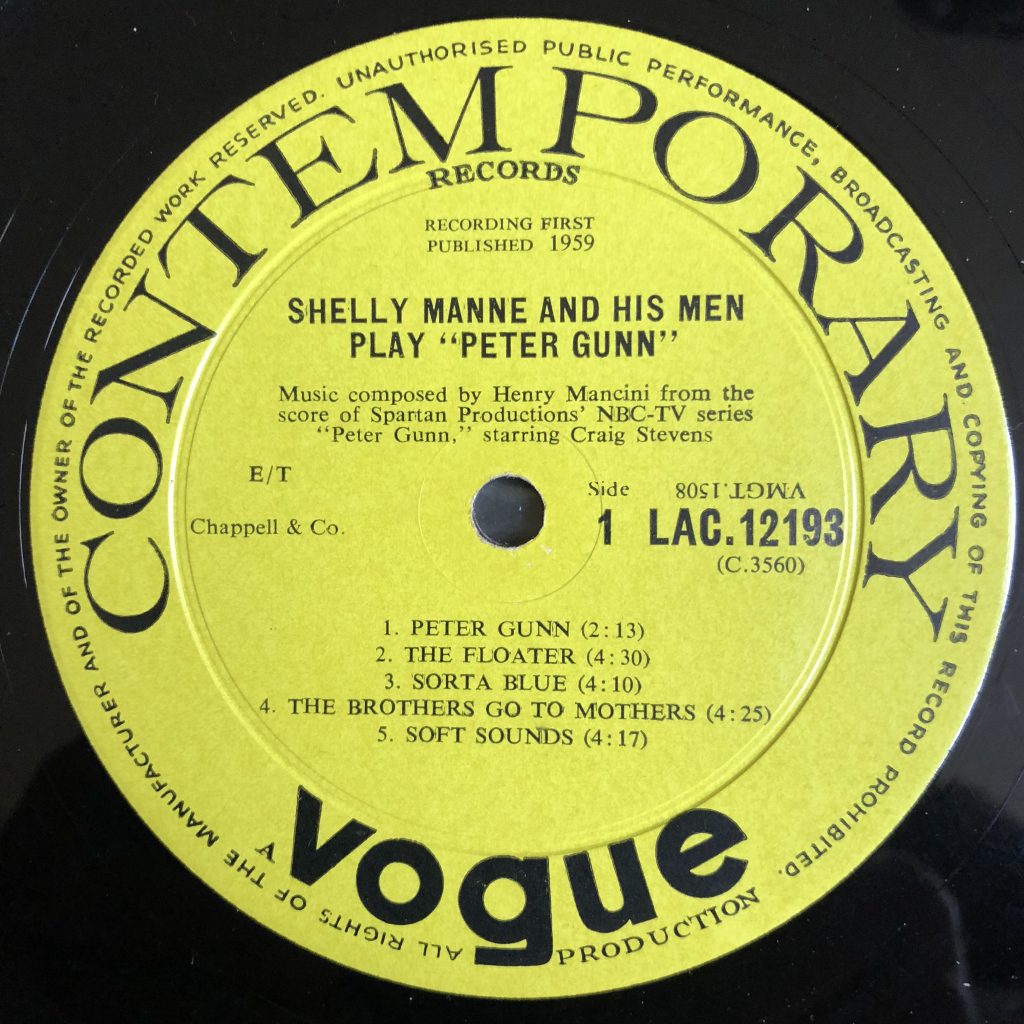 ALL RIGHTS OF THE MANUFACTURER AND OF THE OWNER OF THE RECORDED WORK RESERVED. UNAUTHORISED PUBLIC PERFORMANCE, BROADCASTING AND COPYING OF THIS RECORD PROHIBITED.
CONTEMPORARY
RECORDS
RECORDING FIRST
PUBLISHED 1959
SHELLY MANNE AND HIS MEN
PLAY “PETER GUNN”
Music composed by Henry Mancini from the
score of Spartan Productions’ NBC-TV series
“Peter Gunn,” starring Craig Stevens
E/T
Side VMGT.1508
Chappell & Co. 1 LAC.12193
(C.3560)
1. PETER GUNN (2:13)
2. THE FLOATER (4:30)
3. SORTA BLUE (4:10)
4. THE BROTHERS GO TO MOTHERS (4:25)
5. SOFT SOUNDS (4:17)
A vogue
PRODUCTION